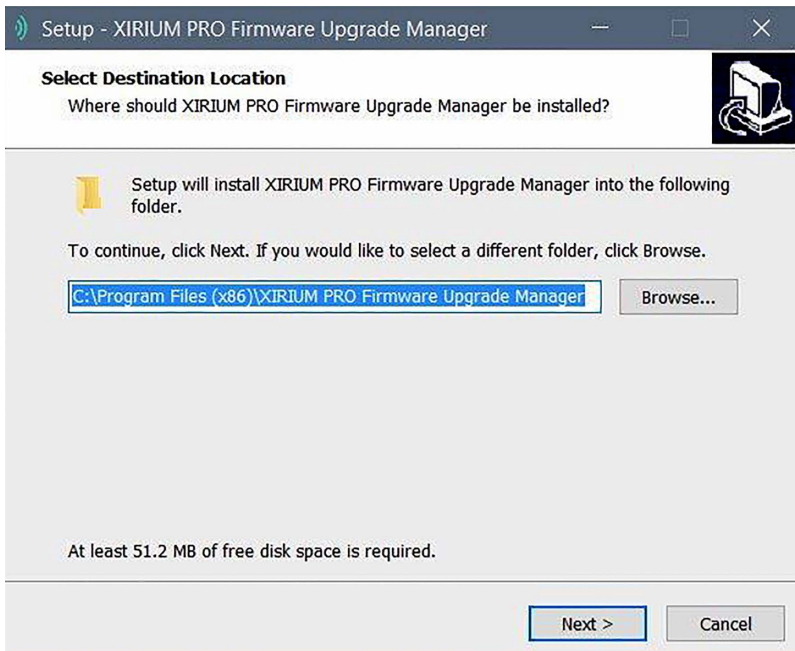 Setup - XIRIUM PRO Firmware Upgrade Manager
Select Destination Location
Where should XIRIUM PRO Firmware Upgrade Manager be installed?
Setup will install XIRIUM PRO Firmware Upgrade Manager into the following
folder.
To continue, click Next. If you would like to select a different folder, click Browse.
C:\Program Files (x86)\XIRIUM PRO Firmware Upgrade Manager
Browse...
At least 51.2 MB of free disk space is required.
Next >
Cancel